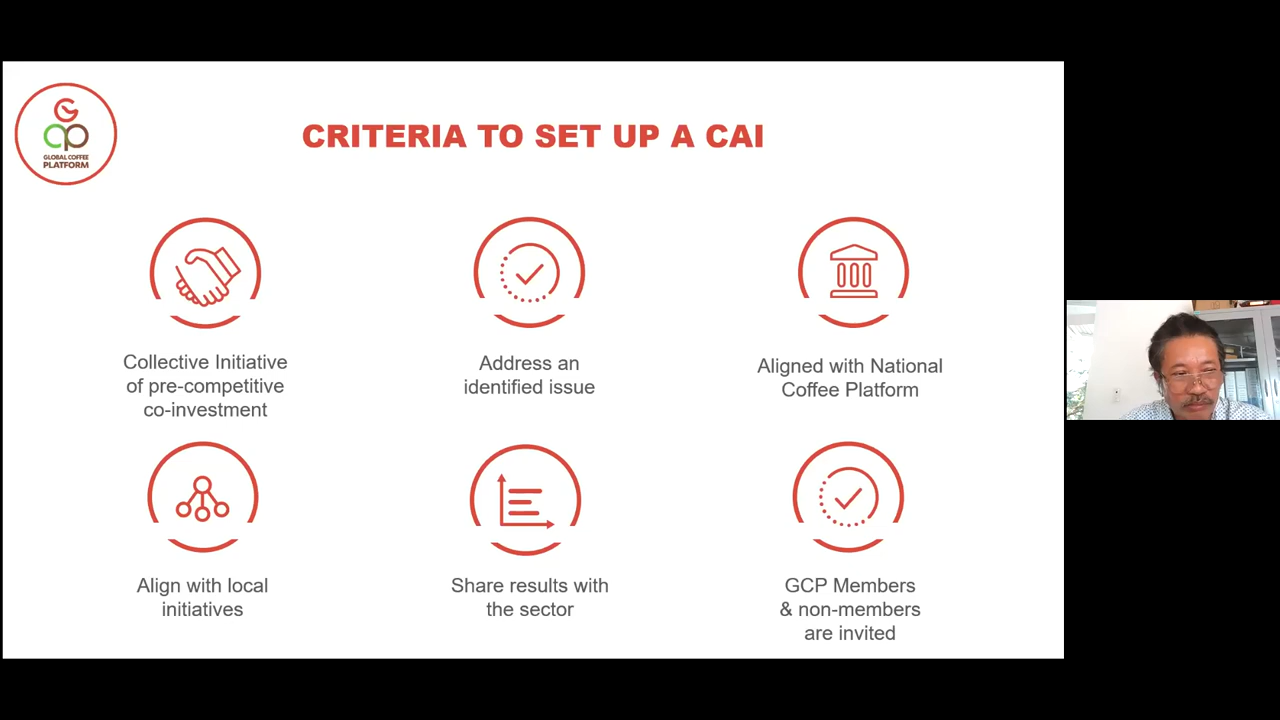 GLOBAL COFFEE
PLATFORM
CRITERIA TO SET UP A CAI
Collective Initiative
of pre-competitive
co-investment
Address an
identified issue
Aligned with National
Coffee Platform
Align with local
initiatives
Share results with
the sector
GCP Members
& non-members
are invited